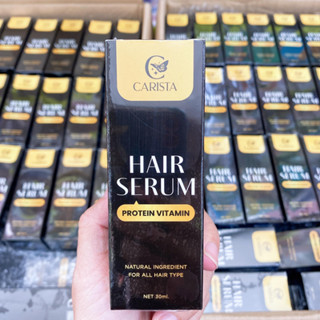 CARISTA
HAIR
SERUM
PROTEIN VITAMIN
NATURAL INGREDIENT
FOR ALL HAIR TYPE
NET 30ml.